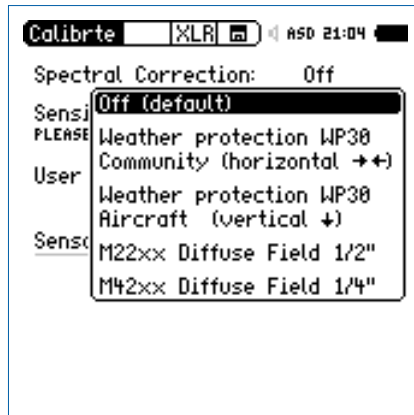 Calibrte XLR ASD 21:04
Spectral Correction: Off
Off (default)
Sensi
PLEASE
Weather protection WP30
Community (horizontal →←)
User
Weather protection WP30
Aircraft (vertical ↓)
Senso
M22xx Diffuse Field 1/2"
M42xx Diffuse Field 1/4"